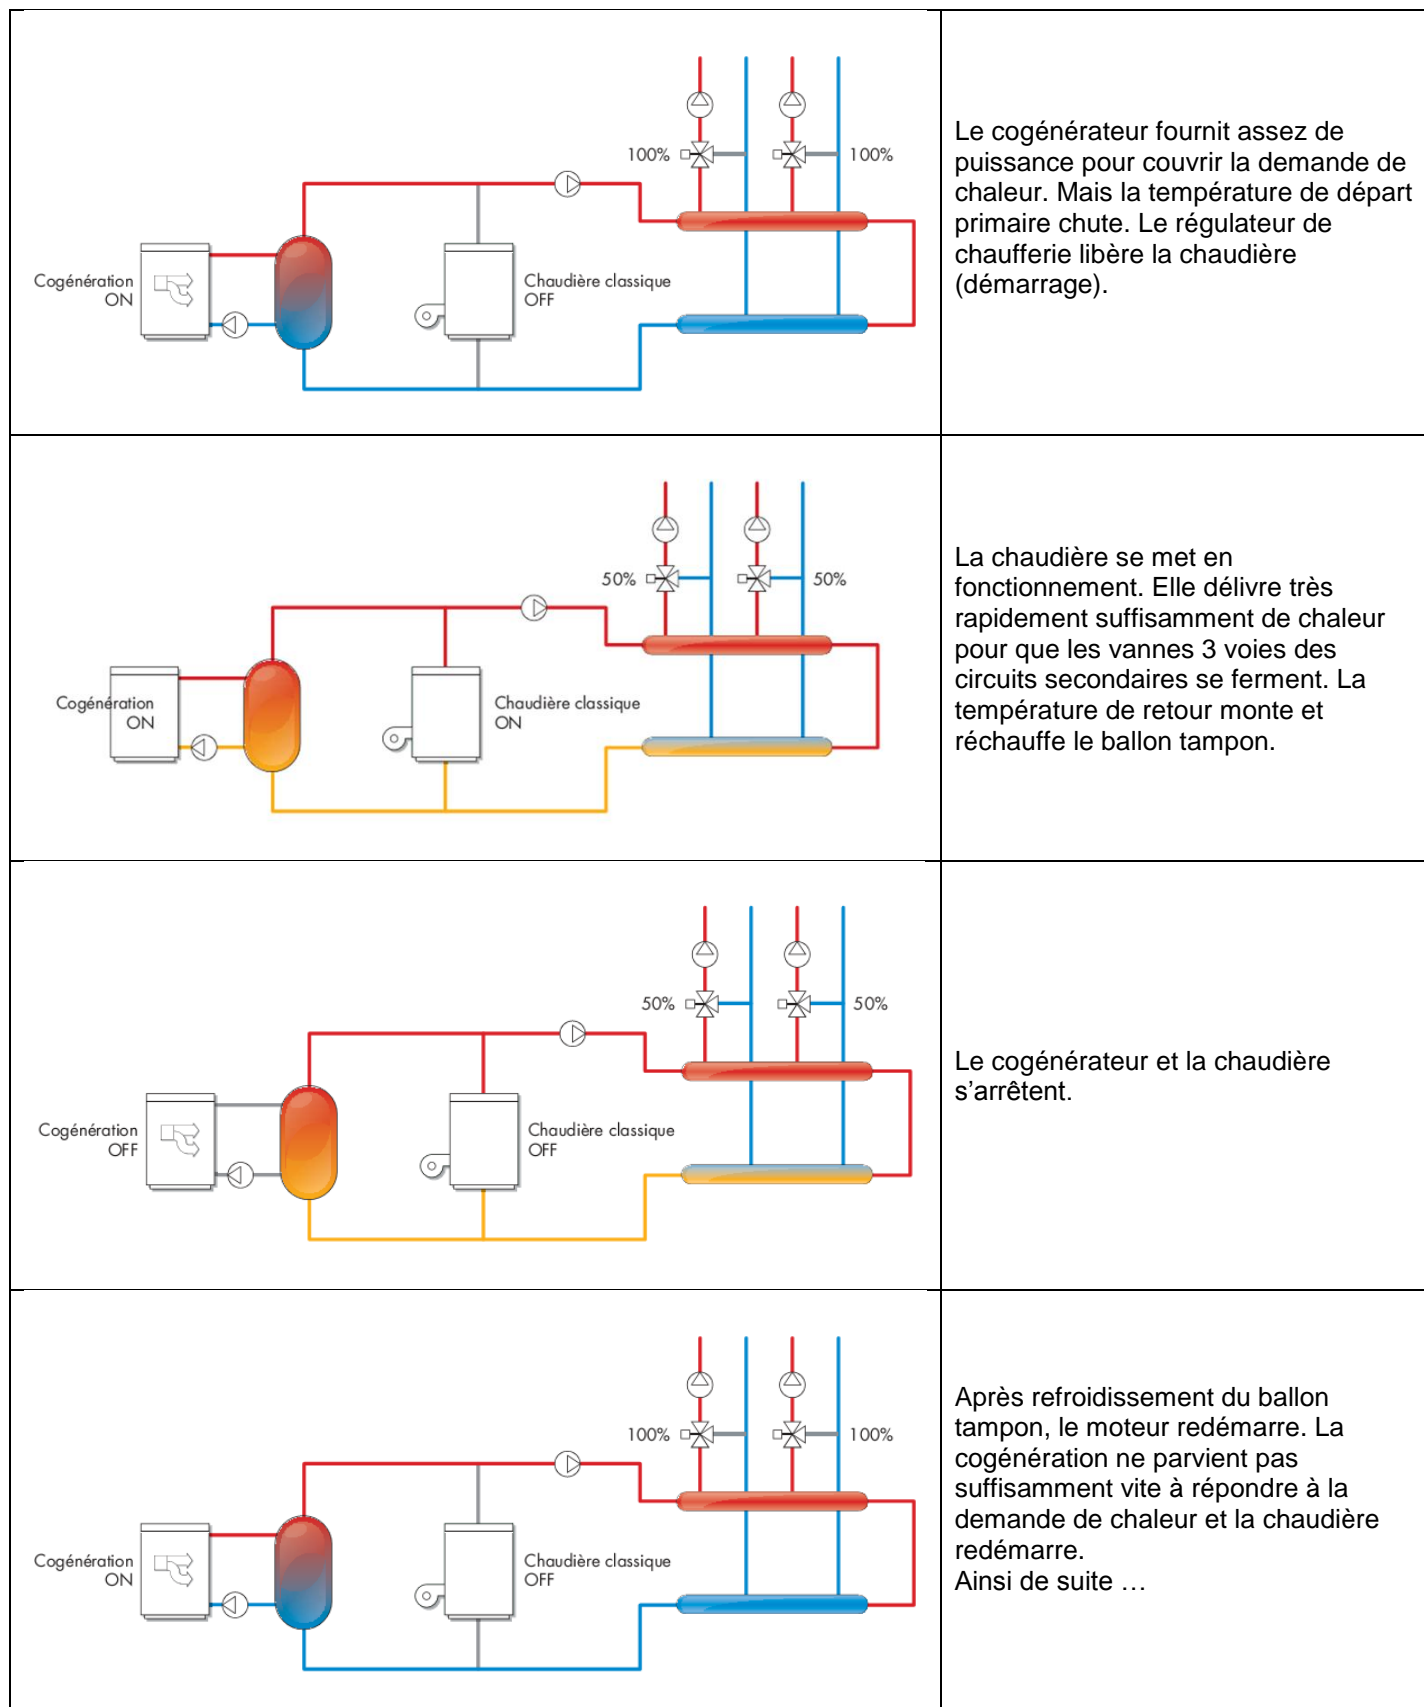 100%
100%
Cogénération
ON
Chaudière classique
OFF
Le cogénérateur fournit assez de
puissance pour couvrir la demande de
chaleur. Mais la température de départ
primaire chute. Le régulateur de
chaufferie libère la chaudière
(démarrage).
50%
50%
Cogénération
ON
Chaudière classique
ON
La chaudière se met en
fonctionnement. Elle délivre très
rapidement suffisamment de chaleur
pour que les vannes 3 voies des
circuits secondaires se ferment. La
température de retour monte et
réchauffe le ballon tampon.
50%
50%
Cogénération
OFF
Chaudière classique
OFF
Le cogénérateur et la chaudière
s’arrêtent.
100%
100%
Cogénération
ON
Chaudière classique
OFF
Après refroidissement du ballon
tampon, le moteur redémarre. La
cogénération ne parvient pas
suffisamment vite à répondre à la
demande de chaleur et la chaudière
redémarre.
Ainsi de suite …